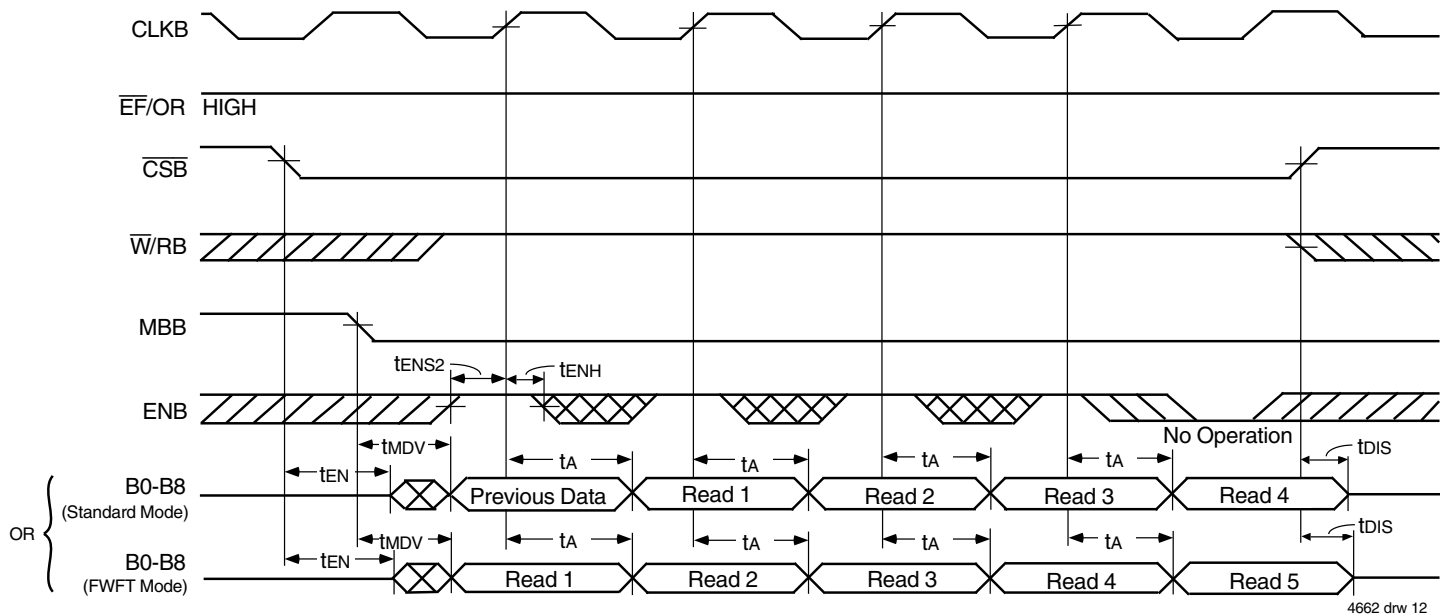 CLKB
EF/OR HIGH
CSB
W/RB
MBB
tENS2 tENH
ENB
No Operation
tMDV
tEN tA tA tA tA tDIS
B0-B8 Previous Data Read 1 Read 2 Read 3 Read 4
(Standard Mode)
OR
tMDV tDIS
tEN tA tA tA tA
B0-B8 Read 1 Read 2 Read 3 Read 4 Read 5
(FWFT Mode)
4662 drw 12